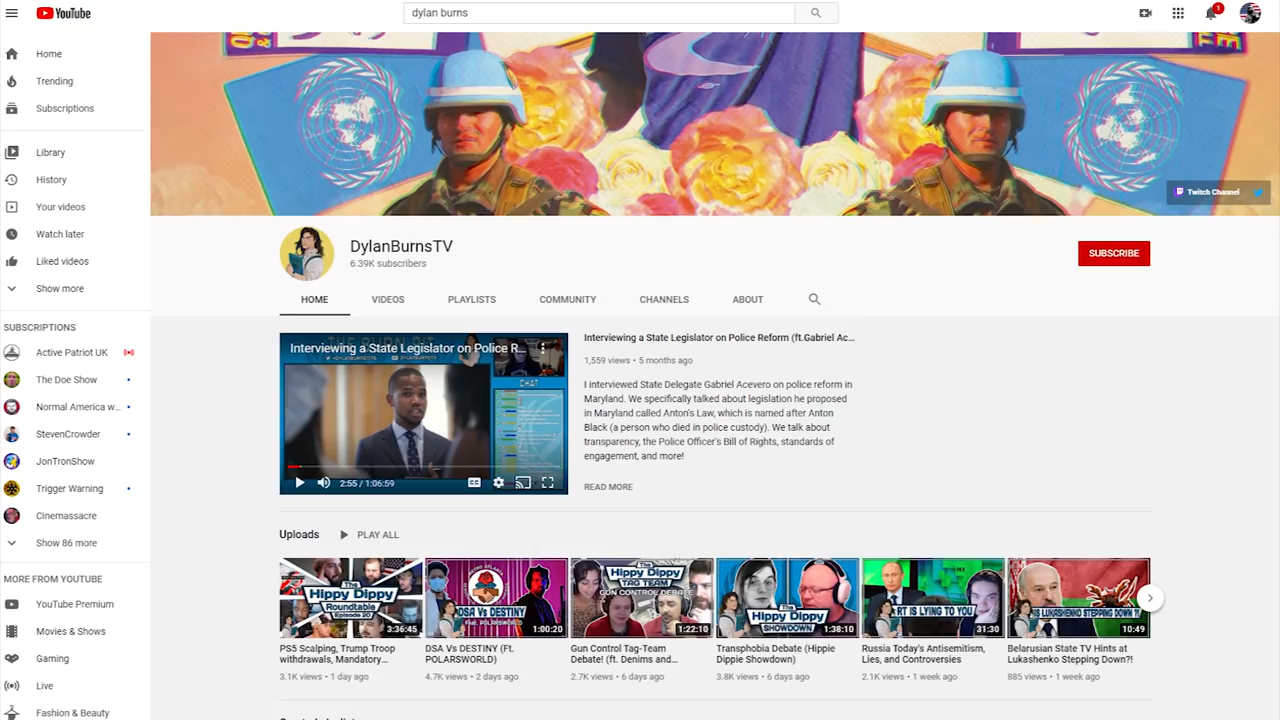 YouTube
dylan burns
1
Home
Trending
Subscriptions
Library
History
Your videos
Watch later
Liked videos
Show more
SUBSCRIPTIONS
Active Patriot UK
The Doe Show
Normal America w...
StevenCrowder
JonTronShow
Trigger Warning
Cinemassacre
Show 86 more
MORE FROM YOUTUBE
YouTube Premium
Movies & Shows
Gaming
Live
Fashion & Beauty
Twitch Channel
DylanBurnsTV
6.39K subscribers
SUBSCRIBE
HOME
VIDEOS
PLAYLISTS
COMMUNITY
CHANNELS
ABOUT
Interviewing a State Legislator on Police R...
CHAT
2:55 / 1:06:59
Interviewing a State Legislator on Police Reform (ft.Gabriel Ac...
1,559 views • 5 months ago
I interviewed State Delegate Gabriel Acevero on police reform in
Maryland. We specifically talked about legislation he proposed
in Maryland called Anton's Law, which is named after Anton
Black (a person who died in police custody). We talk about
transparency, the Police Officer's Bill of Rights, standards of
engagement, and more!
READ MORE
Uploads
PLAY ALL
The
Hippy Dippy
Roundtable
Episode 20
3:36:45
PS5 Scalping, Trump Troop
withdrawals, Mandatory...
3.1K views • 1 day ago
DSA Vs DESTINY
Feat. POLARSWORLD
1:00:20
DSA Vs DESTINY (Ft.
POLARSWORLD)
4.7K views • 2 days ago
The
Hippy Dippy
TAG TEAM
GUN CONTROL DEBATE
1:22:10
Gun Control Tag-Team
Debate! (ft. Denims and...
2.7K views • 6 days ago
The
Hippy Dippy
SHOWDOWN
1:38:10
Transphobia Debate (Hippie
Dippie Showdown)
3.8K views • 6 days ago
RT IS LYING TO YOU
31:30
Russia Today's Antisemitism,
Lies, and Controversies
2.1K views • 1 week ago
IS LUKASHENKO STEPPING DOWN
10:49
Belarusian State TV Hints at
Lukashenko Stepping Down?!
885 views • 1 week ago